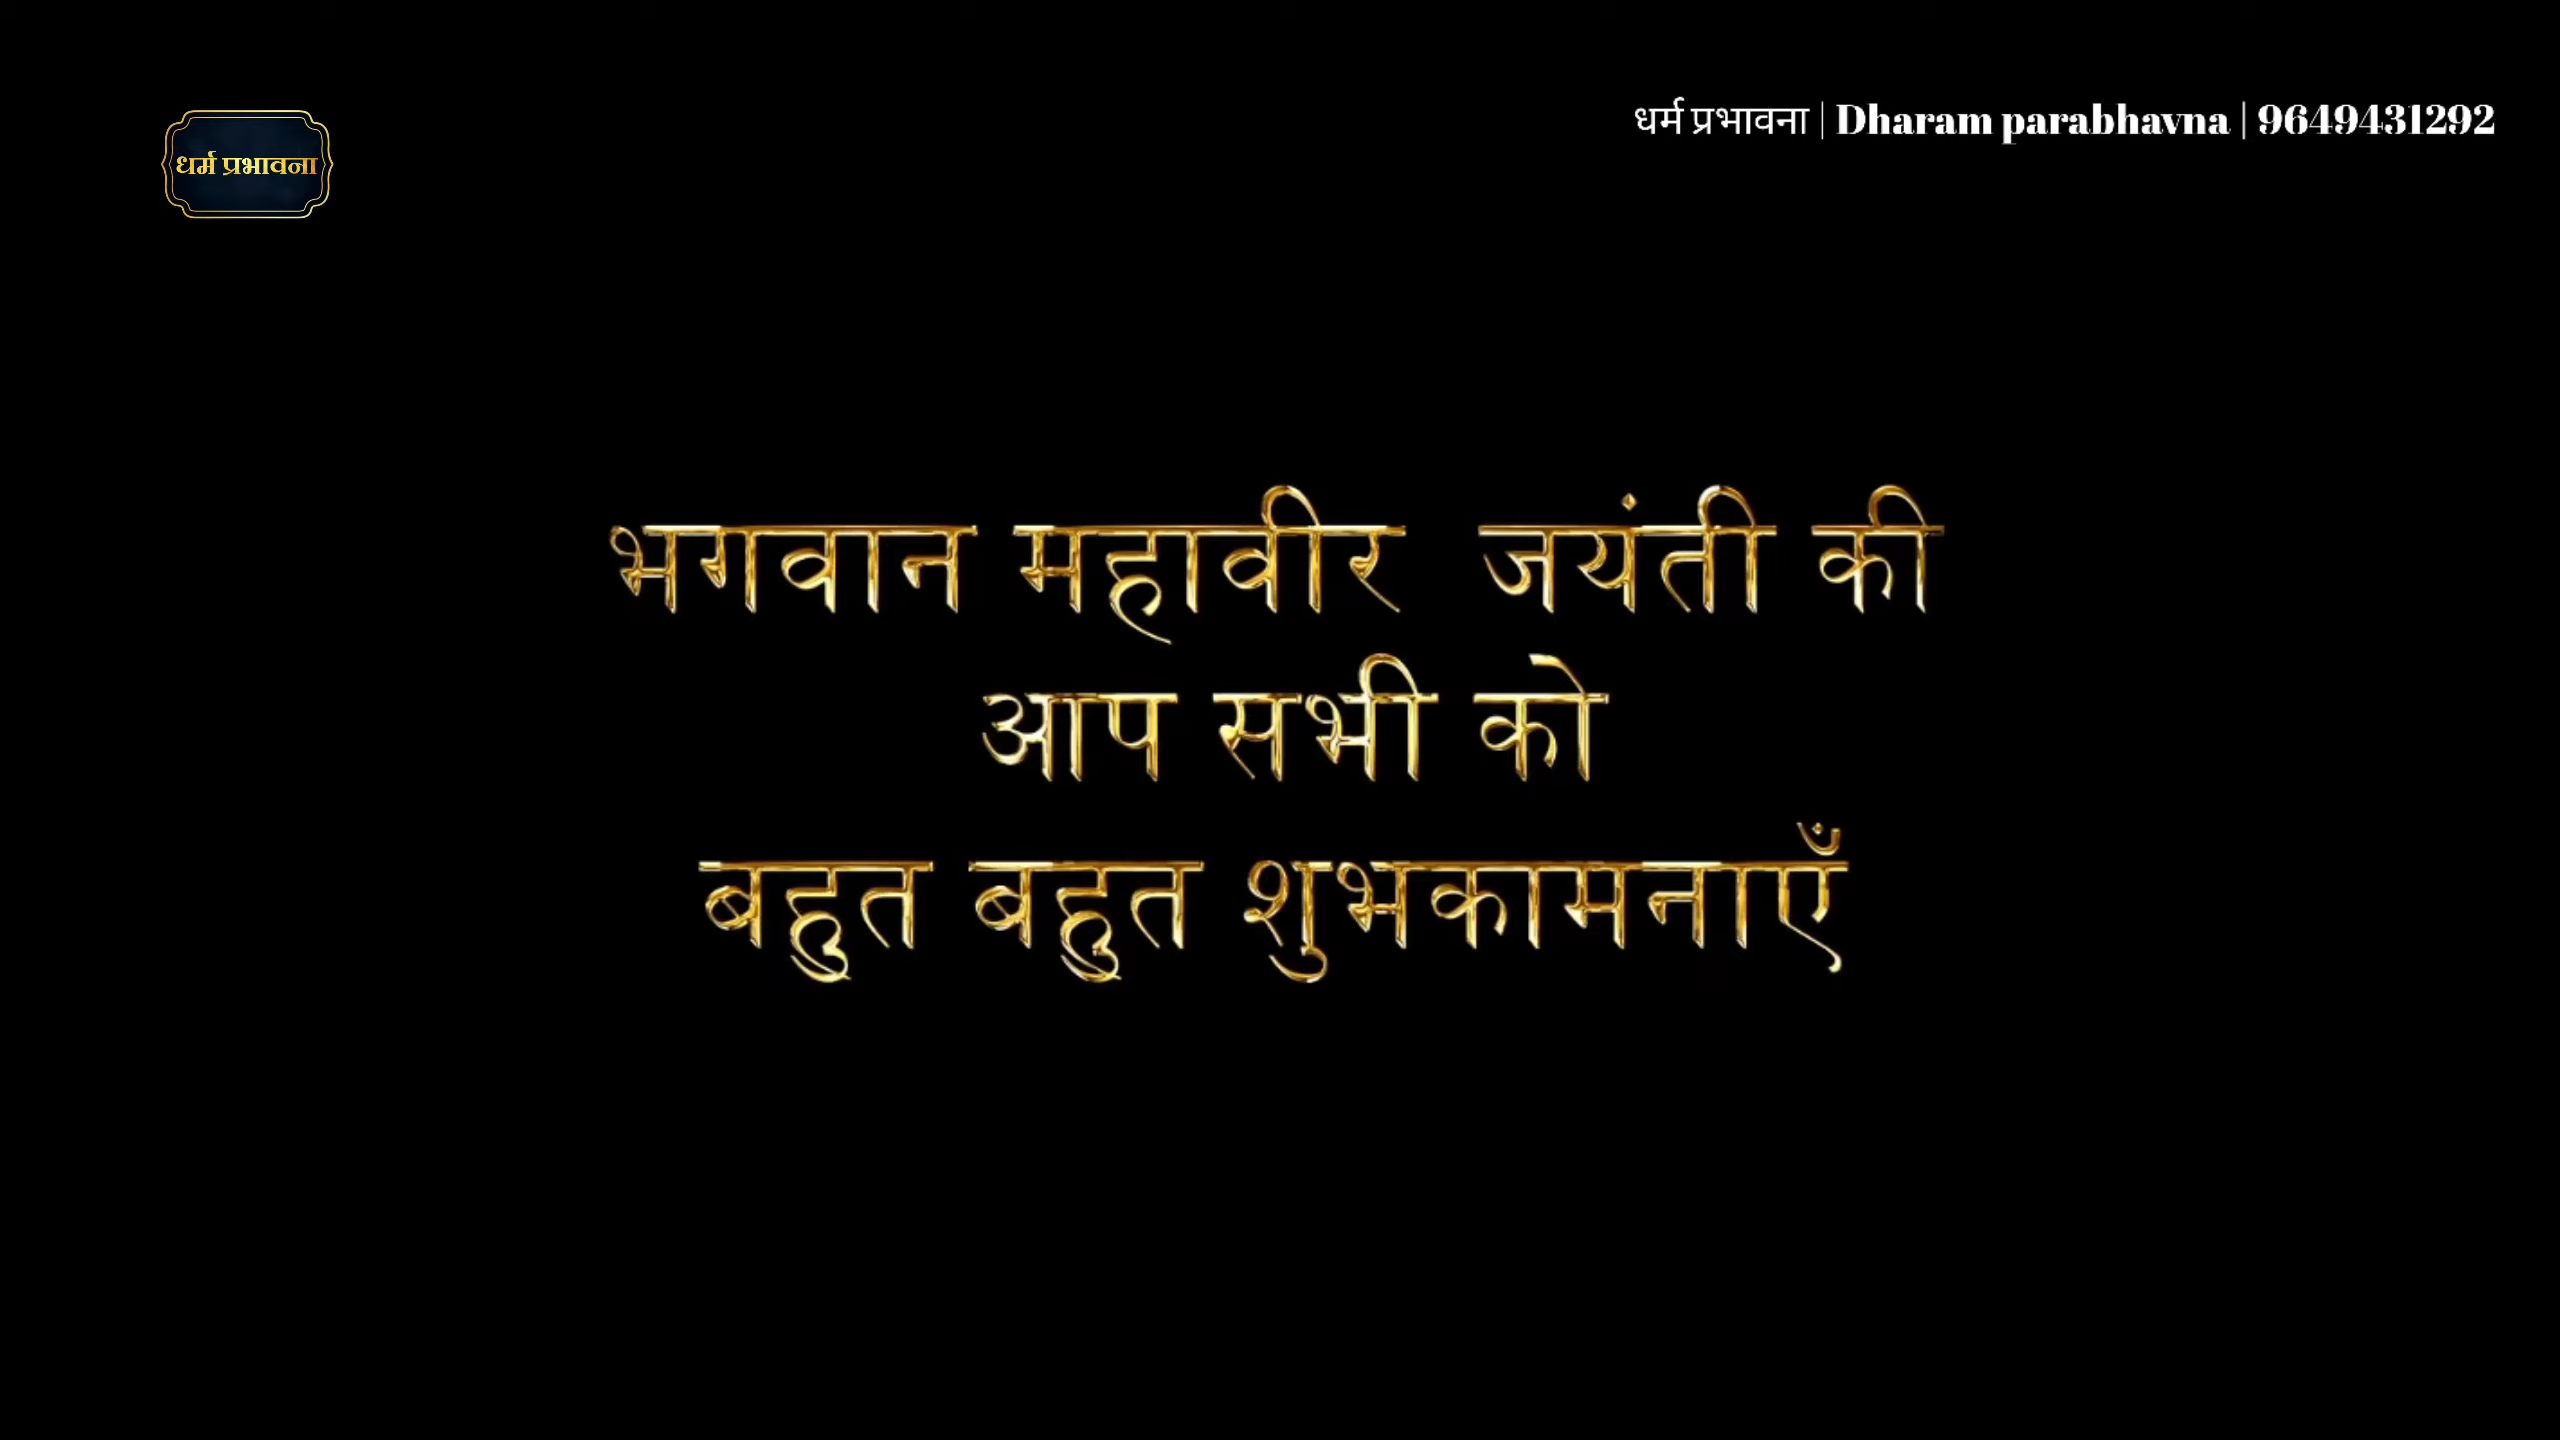 धर्म प्रभावना | Dharam parabhavna | 9649431292
धर्म प्रभावना
भगवान महावीर जयंती की
आप सभी को
बहुत बहुत शुभकामनाएँ